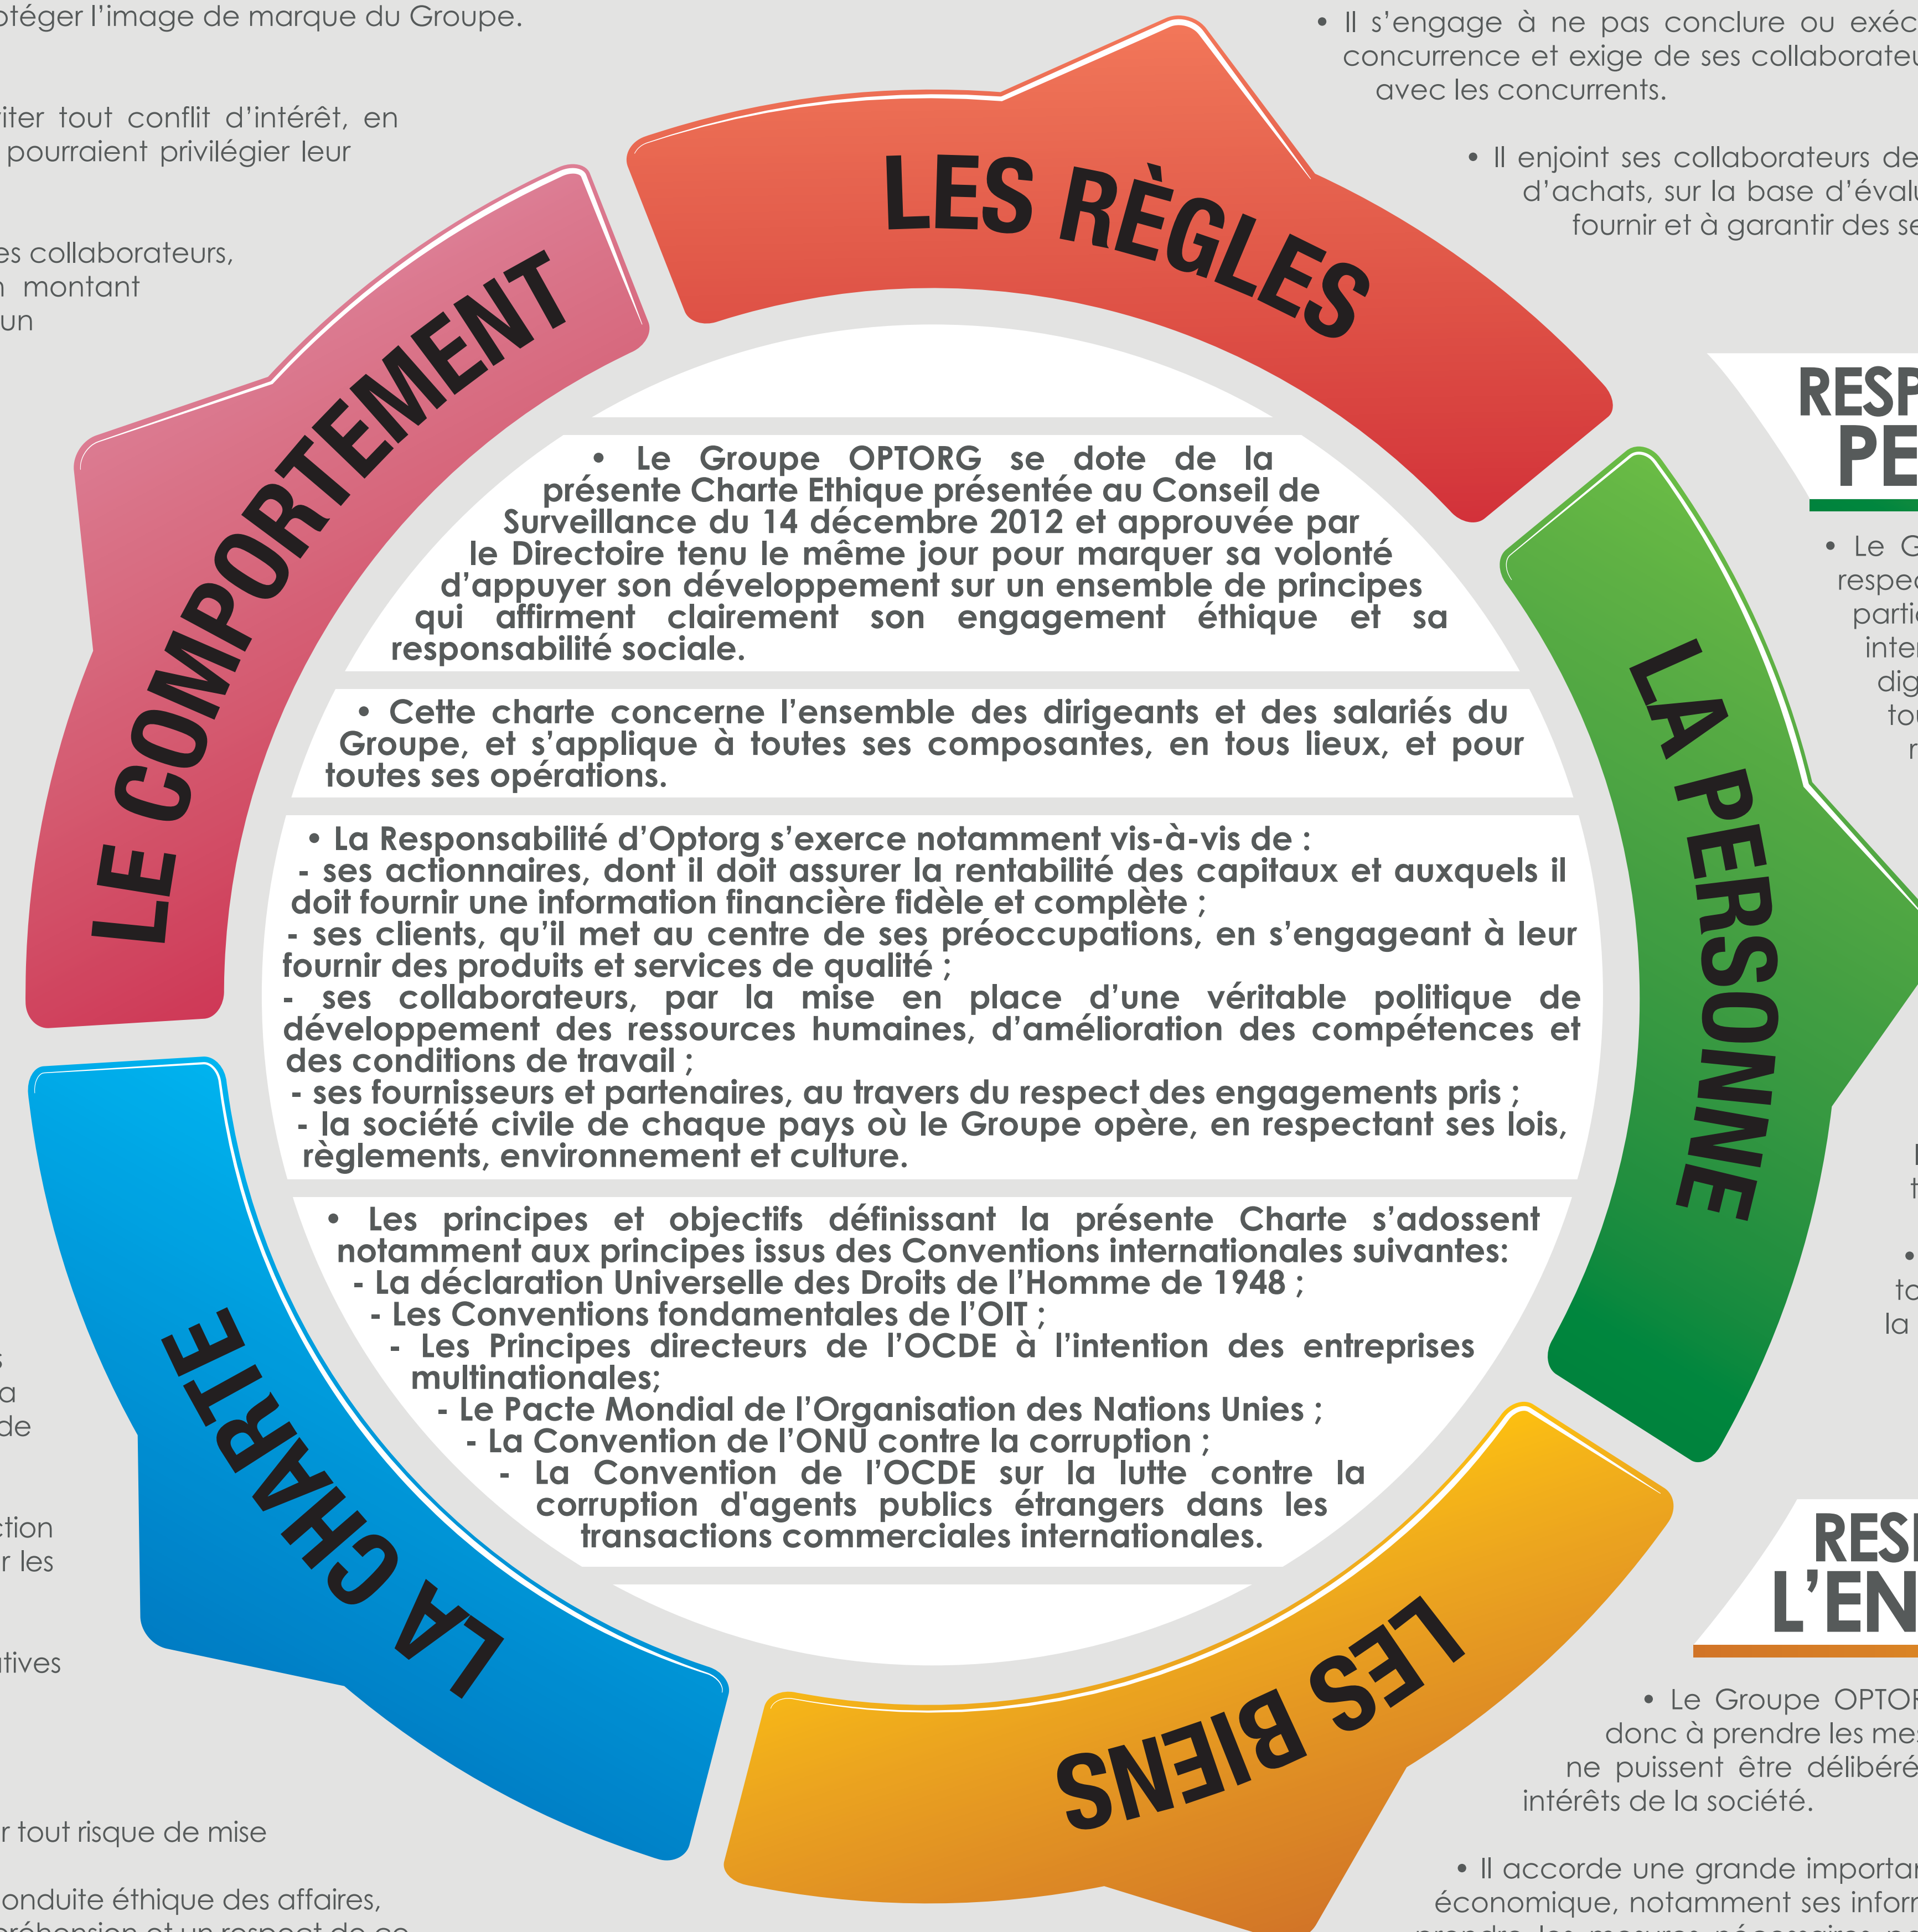 otéger l’image de marque du Groupe.
iter tout conflit d’intérêt, en
pourraient privilégier leur
es collaborateurs,
montant
un
• Il s’engage à ne pas conclure ou exéc
concurrence et exige de ses collaborateu
avec les concurrents.
• Il enjoint ses collaborateurs de
d’achats, sur la base d’évalu
fournir et à garantir des se
LES RÈGLES
LE COMPORTEMENT
LA PERSONNE
LES BIENS
LA CHARTE
• Le Groupe OPTORG se dote de la
présente Charte Ethique présentée au Conseil de
Surveillance du 14 décembre 2012 et approuvée par
le Directoire tenu le même jour pour marquer sa volonté
d’appuyer son développement sur un ensemble de principes
qui affirment clairement son engagement éthique et sa
responsabilité sociale.
• Cette charte concerne l’ensemble des dirigeants et des salariés du
Groupe, et s’applique à toutes ses composantes, en tous lieux, et pour
toutes ses opérations.
• La Responsabilité d’Optorg s’exerce notamment vis-à-vis de :
- ses actionnaires, dont il doit assurer la rentabilité des capitaux et auxquels il
doit fournir une information financière fidèle et complète ;
- ses clients, qu’il met au centre de ses préoccupations, en s’engageant à leur
fournir des produits et services de qualité ;
- ses collaborateurs, par la mise en place d’une véritable politique de
développement des ressources humaines, d’amélioration des compétences et
des conditions de travail ;
- ses fournisseurs et partenaires, au travers du respect des engagements pris ;
- la société civile de chaque pays où le Groupe opère, en respectant ses lois,
règlements, environnement et culture.
• Les principes et objectifs définissant la présente Charte s’adossent
notamment aux principes issus des Conventions internationales suivantes:
- La déclaration Universelle des Droits de l’Homme de 1948 ;
- Les Conventions fondamentales de l’OIT ;
- Les Principes directeurs de l’OCDE à l’intention des entreprises
multinationales;
- Le Pacte Mondial de l’Organisation des Nations Unies ;
- La Convention de l’ONU contre la corruption ;
- La Convention de l’OCDE sur la lutte contre la
corruption d'agents publics étrangers dans les
transactions commerciales internationales.
RESP
PE
• Le G
respec
partic
inter
dig
tou
r
t
•
to
la
RESP
L’EN
• Le Groupe OPTOR
donc à prendre les mes
ne puissent être délibéré
intérêts de la société.
• Il accorde une grande importan
économique, notamment ses inform
prendre les mesures nécessaires
s
a
de
ction
r les
atives
r tout risque de mise
onduite éthique des affaires,
préhension et un respect de ce